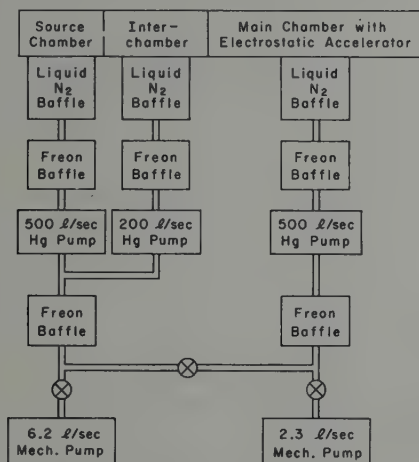 Source Chamber
Inter-chamber
Main Chamber with
Electrostatic Accelerator
Liquid
N2
Baffle
Liquid
N2
Baffle
Liquid
N2
Baffle
Freon
Baffle
Freon
Baffle
Freon
Baffle
500 ℓ/sec
Hg Pump
200 ℓ/sec
Hg Pump
500 ℓ/sec
Hg Pump
Freon
Baffle
Freon
Baffle
6.2 ℓ/sec
Mech. Pump
2.3 ℓ/sec
Mech. Pump